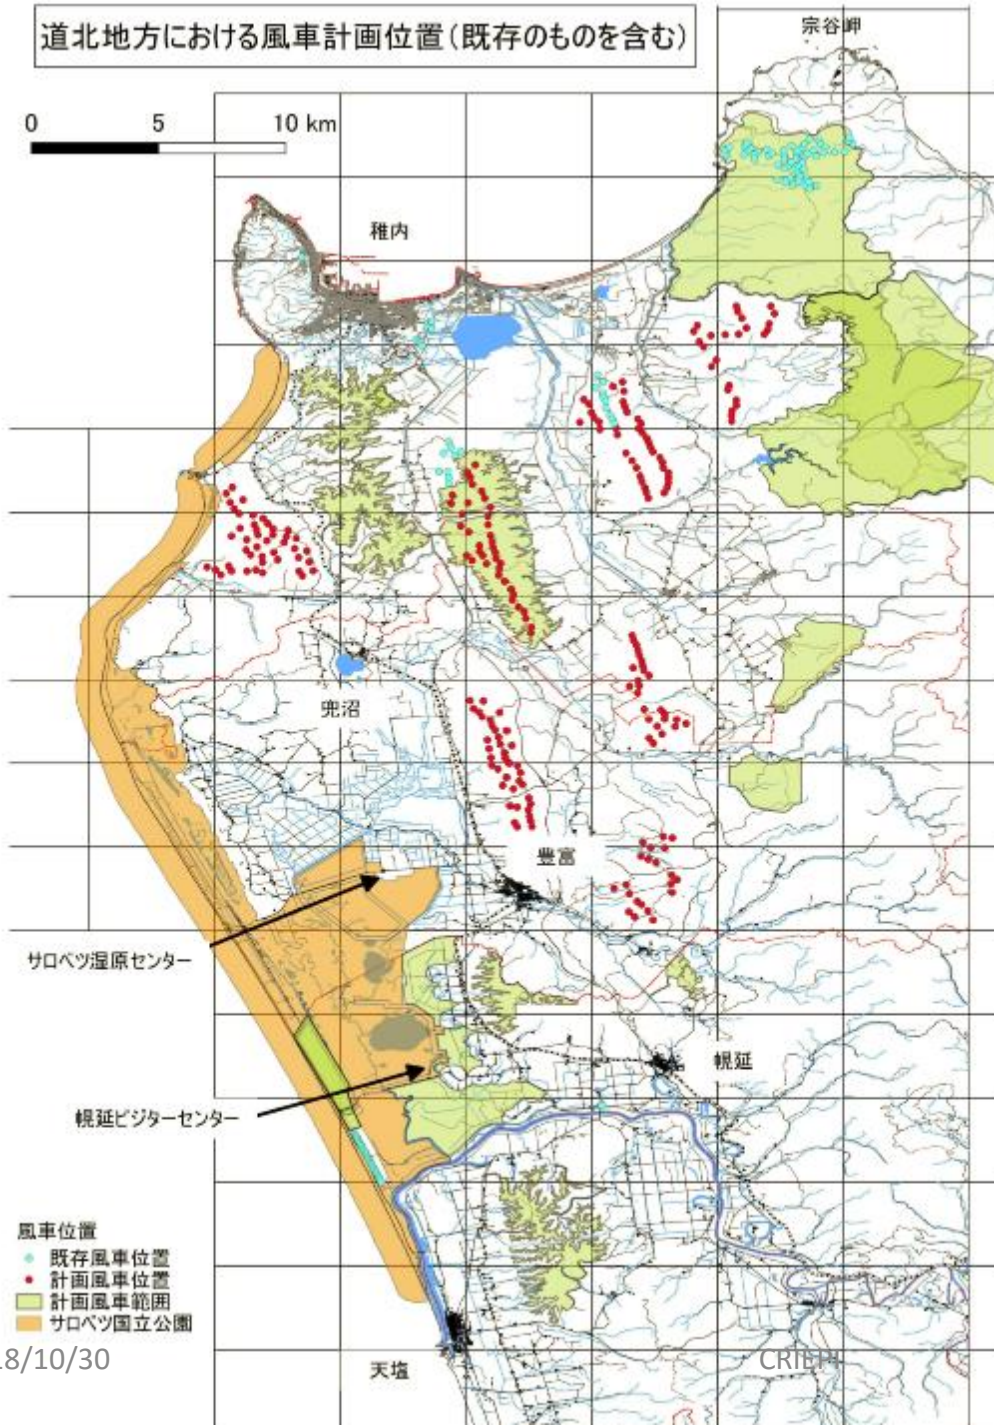 道北地方における風車計画位置(既存のものを含む)
宗谷岬
0 5 10 km
稚内
兜沼
豊富
サロベツ湿原センター
幌延
幌延ビジターセンター
風車位置
既存風車位置
計画風車位置
計画風車範囲
サロベツ国立公園
天塩
8/10/30
CRIEPI